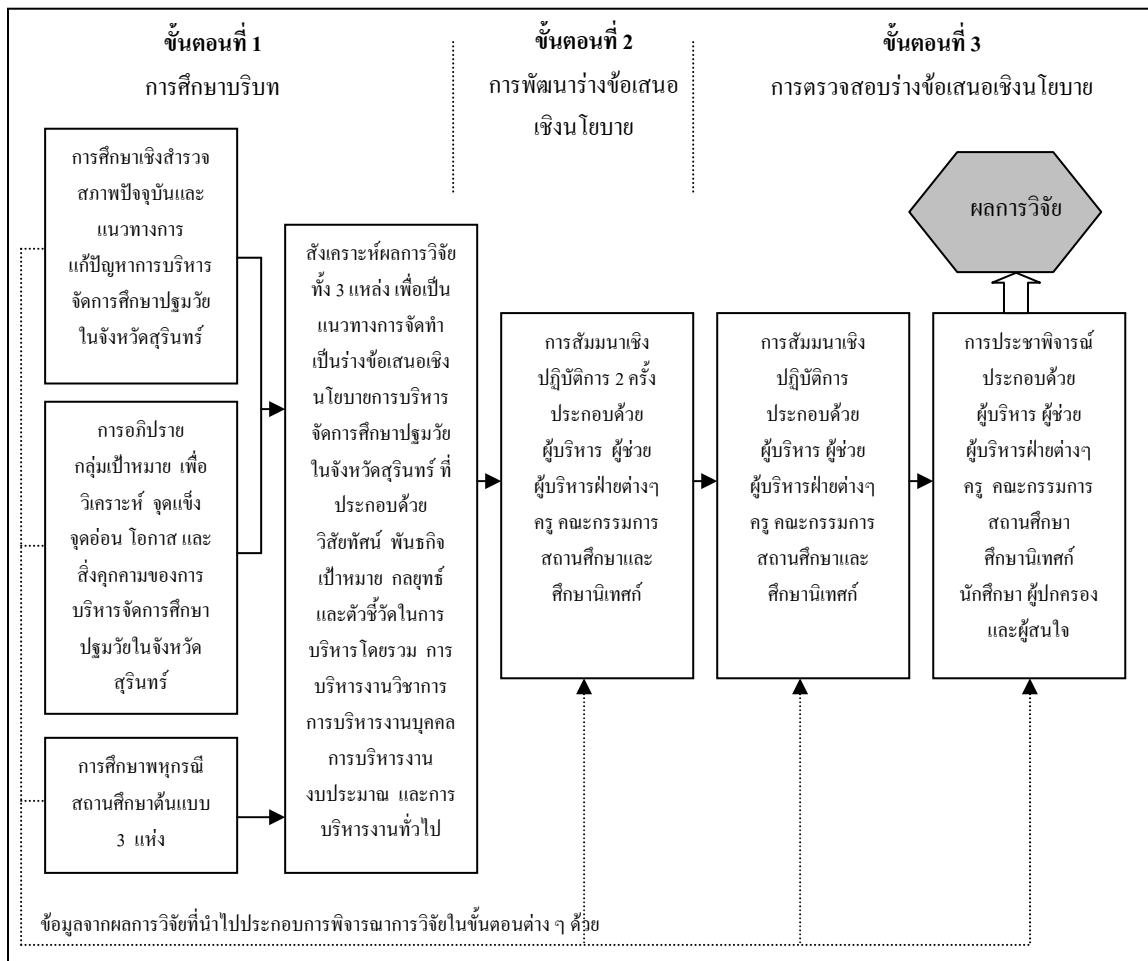 ขั้นตอนที่ 1
การศึกษาบริบท
ขั้นตอนที่ 2
การพัฒนาร่างข้อเสนอ
เชิงนโยบาย
ขั้นตอนที่ 3
การตรวจสอบร่างข้อเสนอเชิงนโยบาย
การศึกษาเชิงสำรวจ
สภาพปัจจุบันและ
แนวทางการ
แก้ปัญหาการบริหาร
จัดการศึกษาปฐมวัย
ในจังหวัดสุรินทร์
การอภิปราย
กลุ่มเป้าหมาย เพื่อ
วิเคราะห์ จุดแข็ง
จุดอ่อน โอกาส และ
สิ่งคุกคามของการ
บริหารจัดการศึกษา
ปฐมวัยในจังหวัด
สุรินทร์
การศึกษาพหุกรณี
สถานศึกษาต้นแบบ
3 แห่ง
สังเคราะห์ผลการวิจัย
ทั้ง 3 แหล่ง เพื่อเป็น
แนวทางการจัดทำ
เป็นร่างข้อเสนอเชิง
นโยบายการบริหาร
จัดการศึกษาปฐมวัย
ในจังหวัดสุรินทร์ ที่
ประกอบด้วย
วิสัยทัศน์ พันธกิจ
เป้าหมาย กลยุทธ์
และตัวชี้วัดในการ
บริหารโดยรวม การ
บริหารงานวิชาการ
การบริหารงานบุคคล
การบริหารงาน
งบประมาณ และการ
บริหารงานทั่วไป
การสัมมนาเชิง
ปฏิบัติการ 2 ครั้ง
ประกอบด้วย
ผู้บริหาร ผู้ช่วย
ผู้บริหารฝ่ายต่างๆ
ครู คณะกรรมการ
สถานศึกษาและ
ศึกษานิเทศก์
การสัมมนาเชิง
ปฏิบัติการ
ประกอบด้วย
ผู้บริหาร ผู้ช่วย
ผู้บริหารฝ่ายต่างๆ
ครู คณะกรรมการ
สถานศึกษาและ
ศึกษานิเทศก์
ผลการวิจัย
การประชาพิจารณ์
ประกอบด้วย
ผู้บริหาร ผู้ช่วย
ผู้บริหารฝ่ายต่างๆ
ครู คณะกรรมการ
สถานศึกษา
ศึกษานิเทศก์
นักศึกษา ผู้ปกครอง
และผู้สนใจ
ข้อมูลจากผลการวิจัยที่นำไปประกอบการพิจารณาการวิจัยในขั้นตอนต่าง ๆ ด้วย